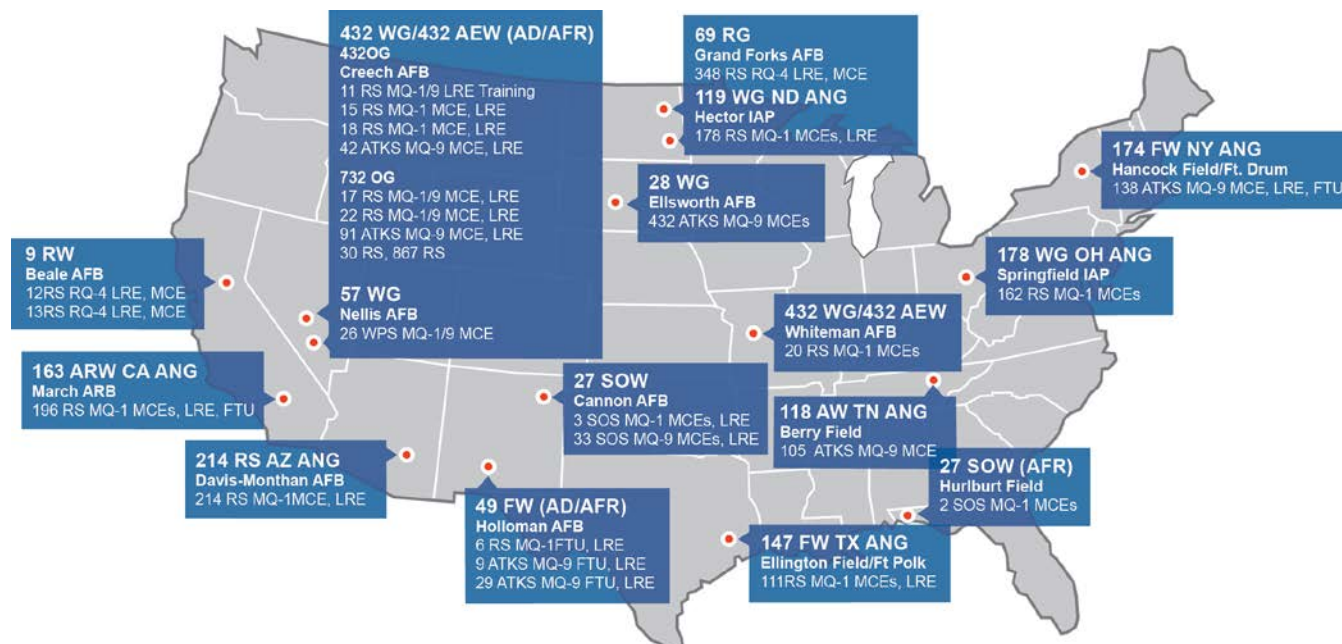 432 WG/432 AEW (AD/AFR)
432OG
Creech AFB
11 RS MQ-1/9 LRE Training
15 RS MQ-1 MCE, LRE
18 RS MQ-1 MCE, LRE
42 ATKS MQ-9 MCE, LRE
732 OG
17 RS MQ-1/9 MCE, LRE
22 RS MQ-1/9 MCE, LRE
91 ATKS MQ-9 MCE, LRE
30 RS, 867 RS
57 WG
Nellis AFB
26 WPS MQ-1/9 MCE
69 RG
Grand Forks AFB
348 RS RQ-4 LRE, MCE
119 WG ND ANG
Hector IAP
178 RS MQ-1 MCEs, LRE
174 FW NY ANG
Hancock Field/Ft. Drum
138 ATKS MQ-9 MCE, LRE, FTU
28 WG
Ellsworth AFB
432 ATKS MQ-9 MCEs
9 RW
Beale AFB
12RS RQ-4 LRE, MCE
13RS RQ-4 LRE, MCE
178 WG OH ANG
Springfield IAP
162 RS MQ-1 MCEs
432 WG/432 AEW
Whiteman AFB
20 RS MQ-1 MCEs
163 ARW CA ANG
March ARB
196 RS MQ-1 MCEs, LRE, FTU
27 SOW
Cannon AFB
3 SOS MQ-1 MCEs, LRE
33 SOS MQ-9 MCEs, LRE
118 AW TN ANG
Berry Field
105 ATKS MQ-9 MCE
214 RS AZ ANG
Davis-Monthan AFB
214 RS MQ-1MCE, LRE
27 SOW (AFR)
Hurlburt Field
2 SOS MQ-1 MCEs
49 FW (AD/AFR)
Holloman AFB
6 RS MQ-1FTU, LRE
9 ATKS MQ-9 FTU, LRE
29 ATKS MQ-9 FTU, LRE
147 FW TX ANG
Ellington Field/Ft Polk
111RS MQ-1 MCEs, LRE